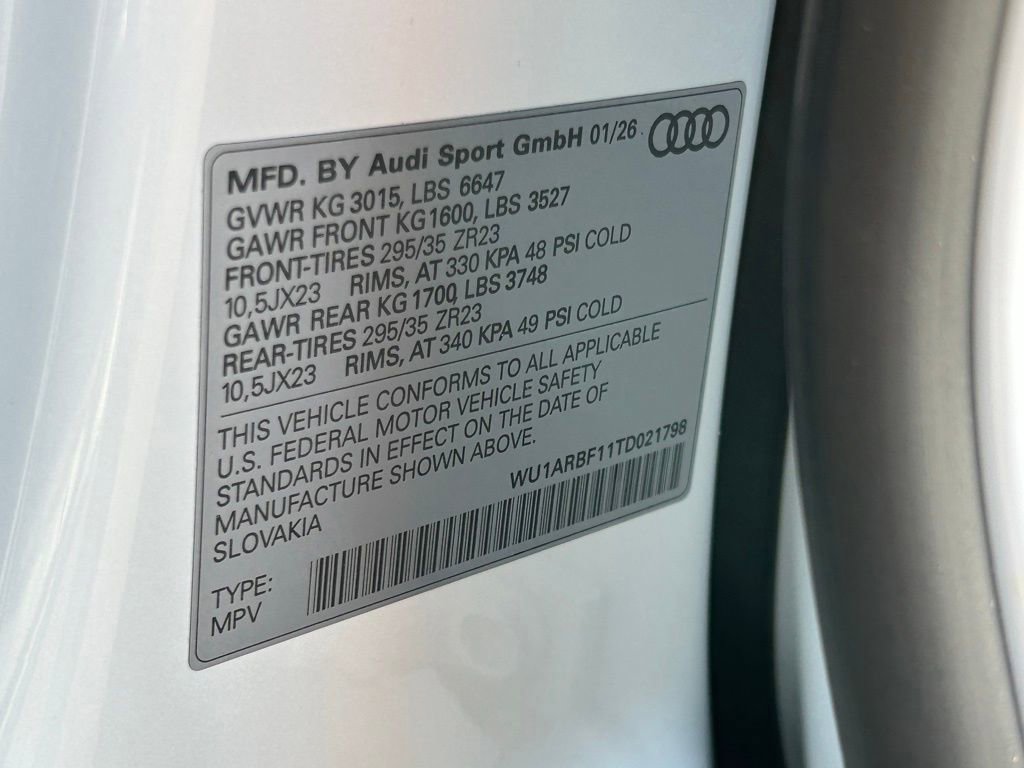 MFD. BY Audi Sport GmbH 01/26
GVWR KG 3015, LBS 6647
GAWR FRONT KG1600, LBS 3527
FRONT-TIRES 295/35 ZR23
10,5JX23 RIMS, AT 330 KPA 48 PSI COLD
GAWR REAR KG 1700, LBS 3748
REAR-TIRES 295/35 ZR23
10,5JX23 RIMS, AT 340 KPA 49 PSI COLD
THIS VEHICLE CONFORMS TO ALL APPLICABLE
U.S. FEDERAL MOTOR VEHICLE SAFETY
STANDARDS IN EFFECT ON THE DATE OF
MANUFACTURE SHOWN ABOVE.
SLOVAKIA
WU1ARBF11TD021798
TYPE:
MPV